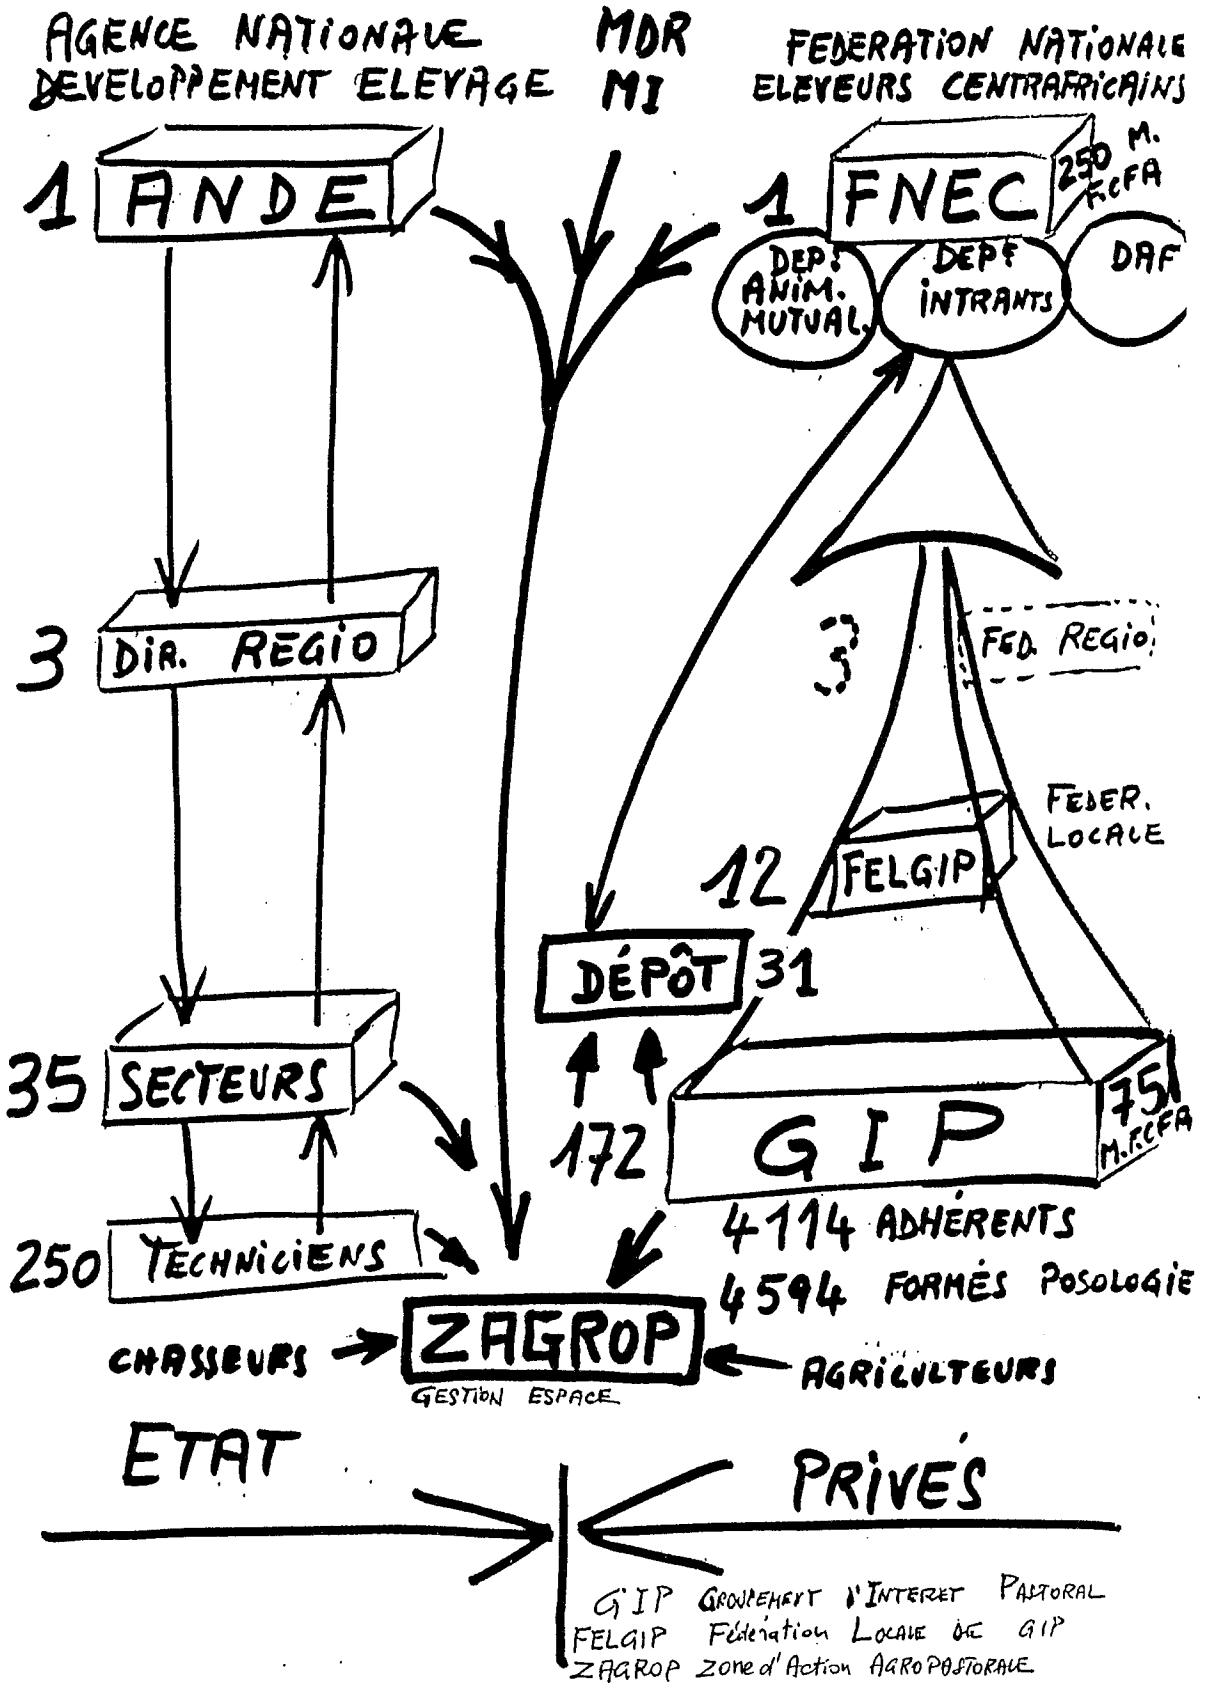 AGENCE NATIONALE
DEVELOPPEMENT ELEVAGE
MDR
MI
FEDERATION NATIONALE
ELEVEURS CENTRAFRICAINS
1 ANDE
1 FNEC
250 M.
F.CFA
DEPt
ANIM.
MUTUAL.
DEPt
INTRANTS
DAF
3 DIR. REGIO
3
FED. REGIO
FEDER.
LOCALE
12 FELGIP
DÉPÔT 31
35 SECTEURS
172
GIP
75
M.F.CFA
4114 ADHÉRENTS
4594 FORMÉS POSOLOGIE
250 TECHNICIENS
ZAGROP
CHASSEURS
AGRICULTEURS
GESTION ESPACE
ETAT
PRIVÉS
GIP GROUPEMENT d'INTERET PASTORAL
FELGIP Fédération LOCALE DE GIP
ZAGROP Zone d'Action AGROPASTORALE